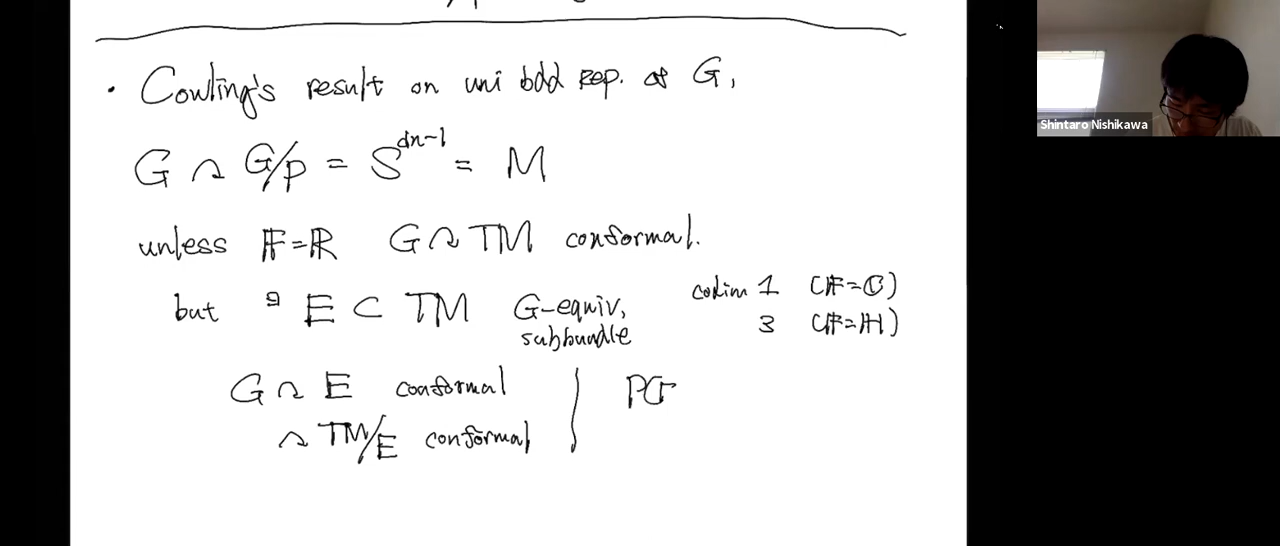 • Cowling's result on uni bdd rep. of G,
G ↷ G/P = S^{dn-1} = M
unless 𝔽=ℝ G ↷ TM conformal.
but ∃ E ⊂ TM G-equiv, subbundle
codim 1 (𝔽=ℂ)
3 (𝔽=ℍ)
G ↷ E conformal
↷ TM/E conformal
PG
Shintaro Nishikawa